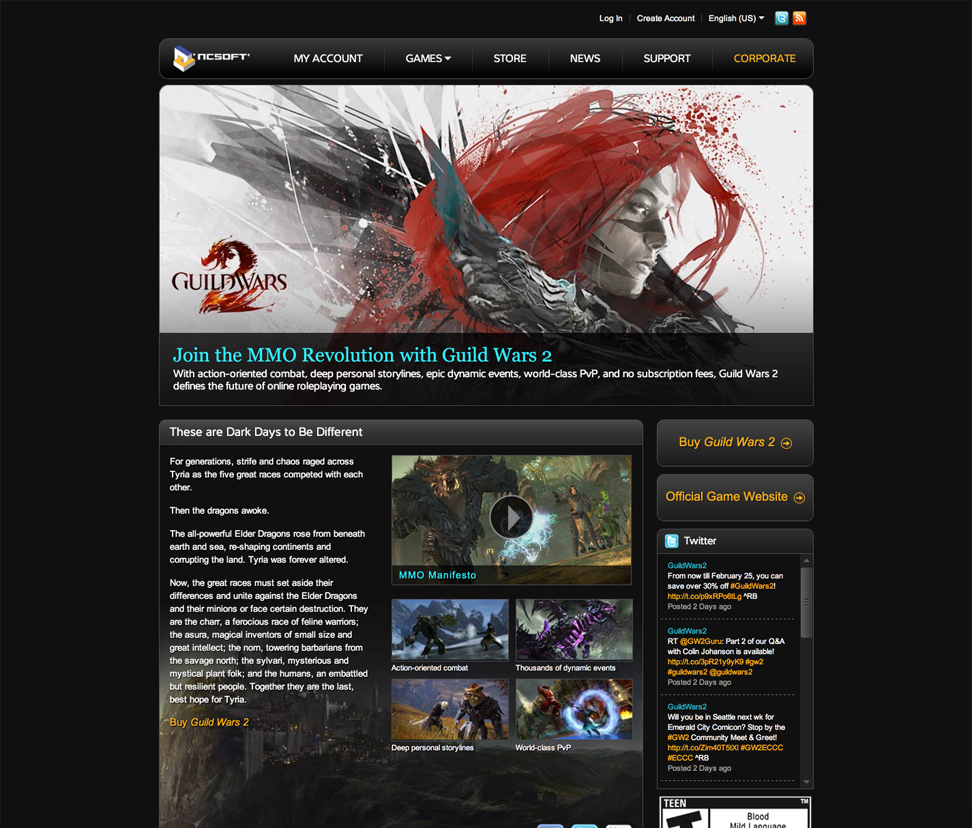 Log In
Create Account
English (US)
NCSOFT
MY ACCOUNT
GAMES
STORE
NEWS
SUPPORT
CORPORATE
GUILD WARS
2
TM
Join the MMO Revolution with Guild Wars 2
With action-oriented combat, deep personal storylines, epic dynamic events, world-class PvP, and no subscription fees, Guild Wars 2
defines the future of online roleplaying games.
These are Dark Days to Be Different
For generations, strife and chaos raged across
Tyria as the five great races competed with each
other.
Then the dragons awoke.
The all-powerful Elder Dragons rose from beneath
earth and sea, re-shaping continents and
corrupting the land. Tyria was forever altered.
Now, the great races must set aside their
differences and unite against the Elder Dragons
and their minions or face certain destruction. They
are the charr, a ferocious race of feline warriors;
the asura, magical inventors of small size and
great intellect; the norn, towering barbarians from
the savage north; the sylvari, mysterious and
mystical plant folk; and the humans, an embattled
but resilient people. Together they are the last,
best hope for Tyria.
Buy Guild Wars 2
MMO Manifesto
Action-oriented combat
Thousands of dynamic events
Deep personal storylines
World-class PvP
Buy Guild Wars 2
Official Game Website
Twitter
GuildWars2
From now till February 25, you can
save over 30% off #GuildWars2!
http://t.co/p9xRPo6tLg ^RB
Posted 2 Days ago
GuildWars2
RT @GW2Guru: Part 2 of our Q&A
with Colin Johanson is available!
http://t.co/3pR21y9yK9 #gw2
#guildwars2 @guildwars2
Posted 2 Days ago
GuildWars2
Will you be in Seattle next wk for
Emerald City Comicon? Stop by the
#GW2 Community Meet & Greet!
http://t.co/Zim40T5tXl #GW2ECCC
#ECCC ^RB
Posted 2 Days ago
TEEN
TM
T
Blood
Mild Language